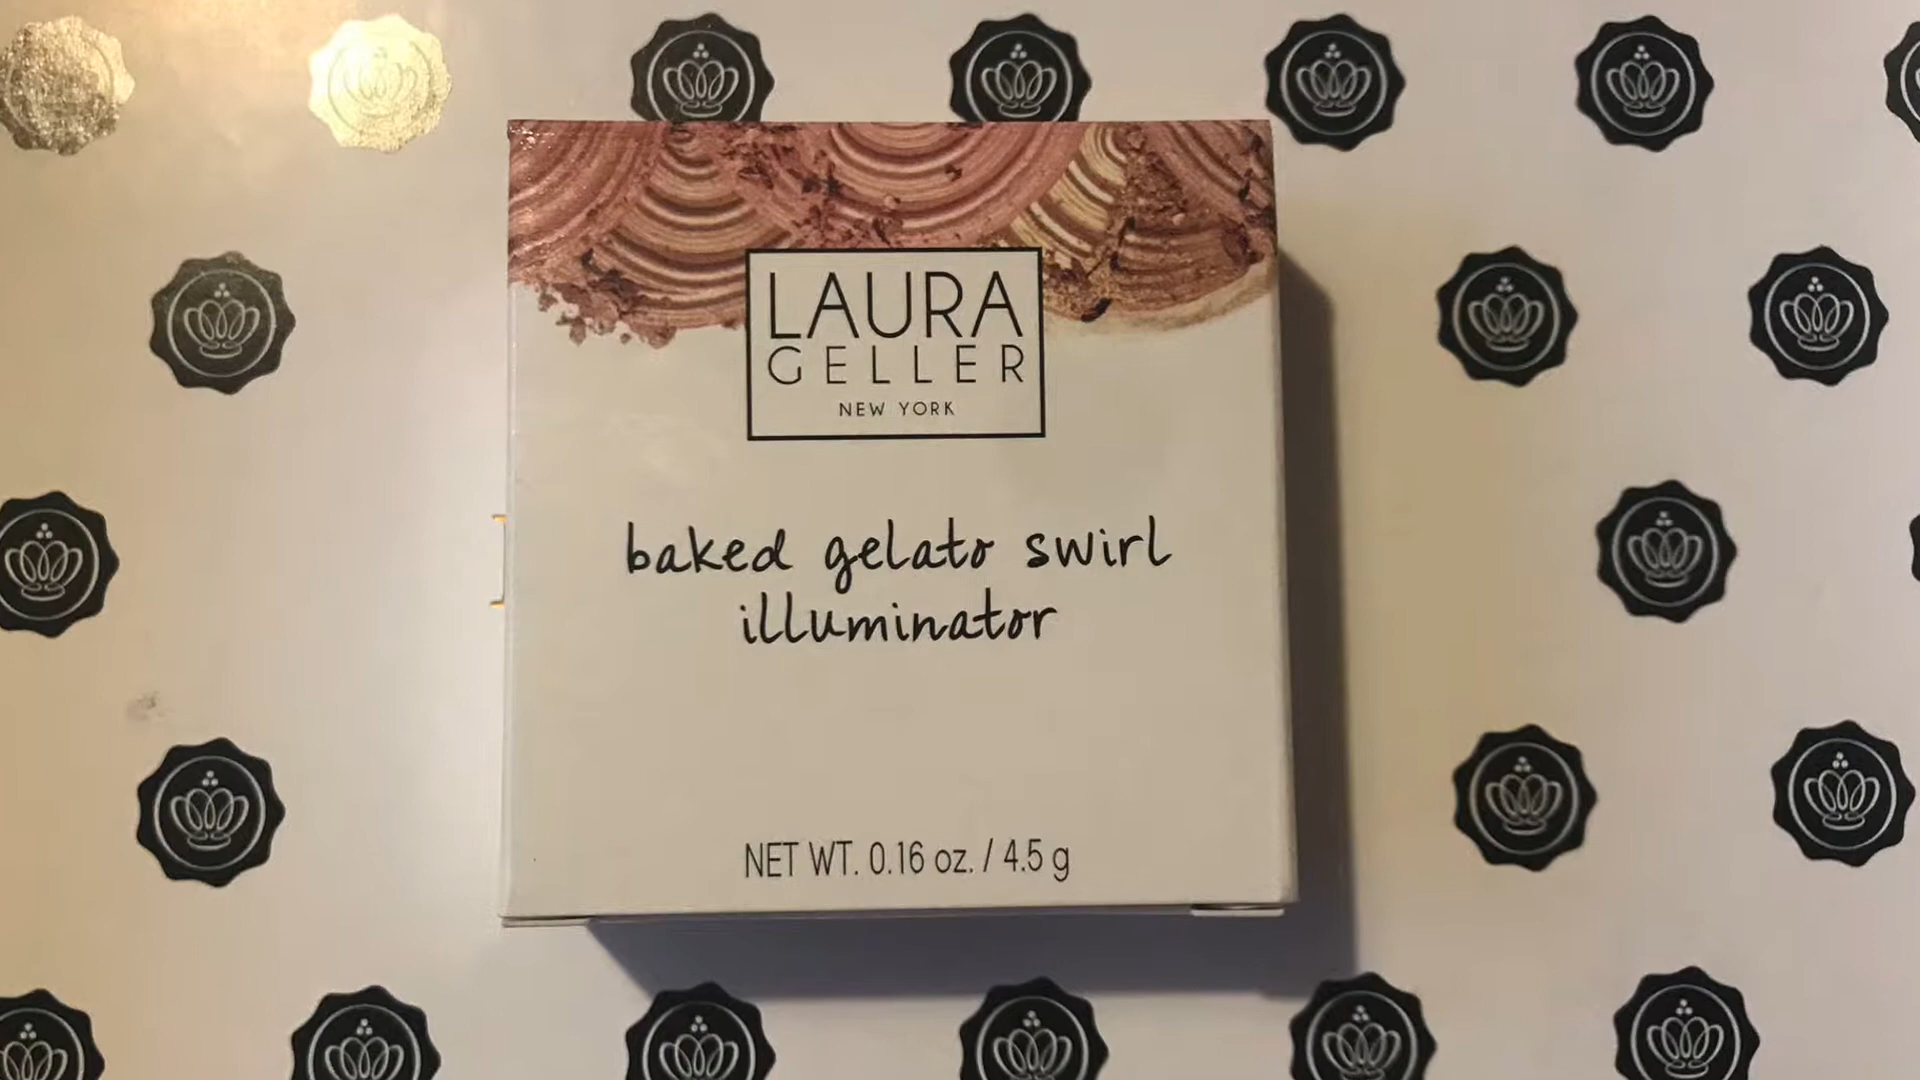 LAURA
GELLER
NEW YORK
baked gelato swirl
illuminator
NET WT. 0.16 oz. / 4.5 g